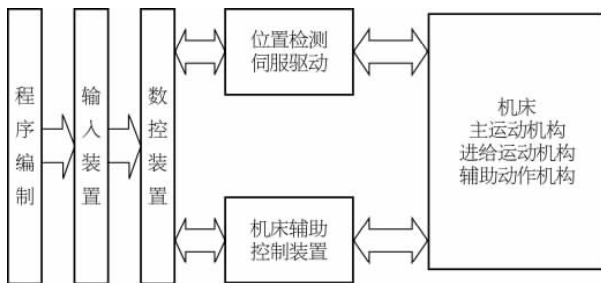 程序编制
输入装置
数控装置
位置检测
伺服驱动
机床辅助
控制装置
机床
主运动机构
进给运动机构
辅助动作机构